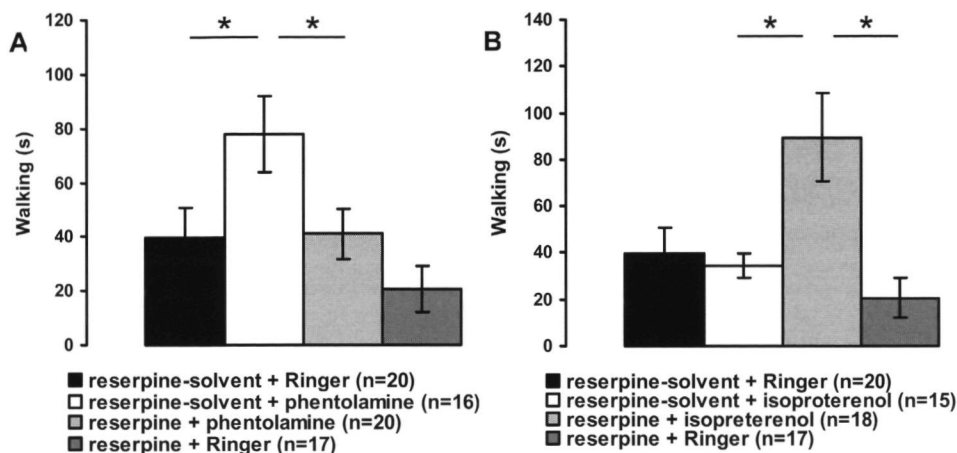 A
Walking (s)
120
100
80
60
40
20
0
* *
reserpine-solvent + Ringer (n=20)
reserpine-solvent + phentolamine (n=16)
reserpine + phentolamine (n=20)
reserpine + Ringer (n=17)
B
Walking (s)
140
120
100
80
60
40
20
0
* *
reserpine-solvent + Ringer (n=20)
reserpine-solvent + isoproterenol (n=15)
reserpine + isopreterenol (n=18)
reserpine + Ringer (n=17)